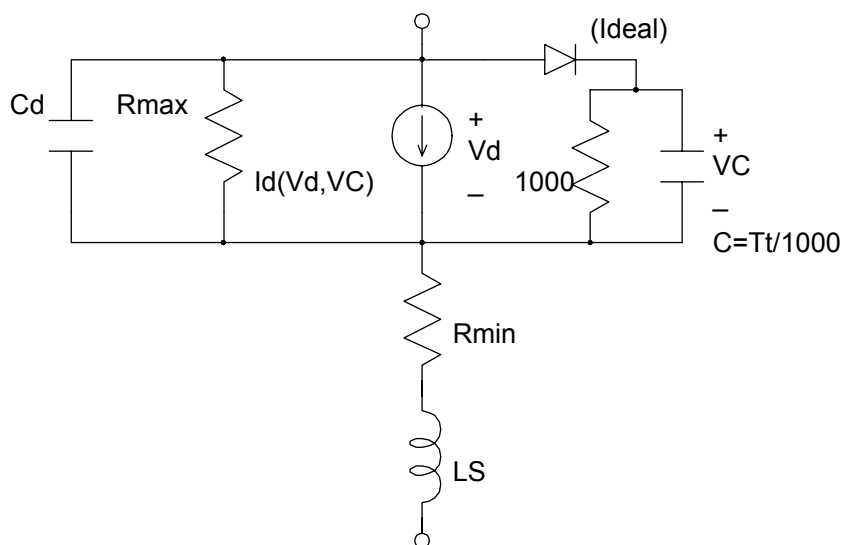 (Ideal)
Cd
Rmax
+
Vd
–
Id(Vd,VC)
1000
+
VC
–
C=Tt/1000
Rmin
LS